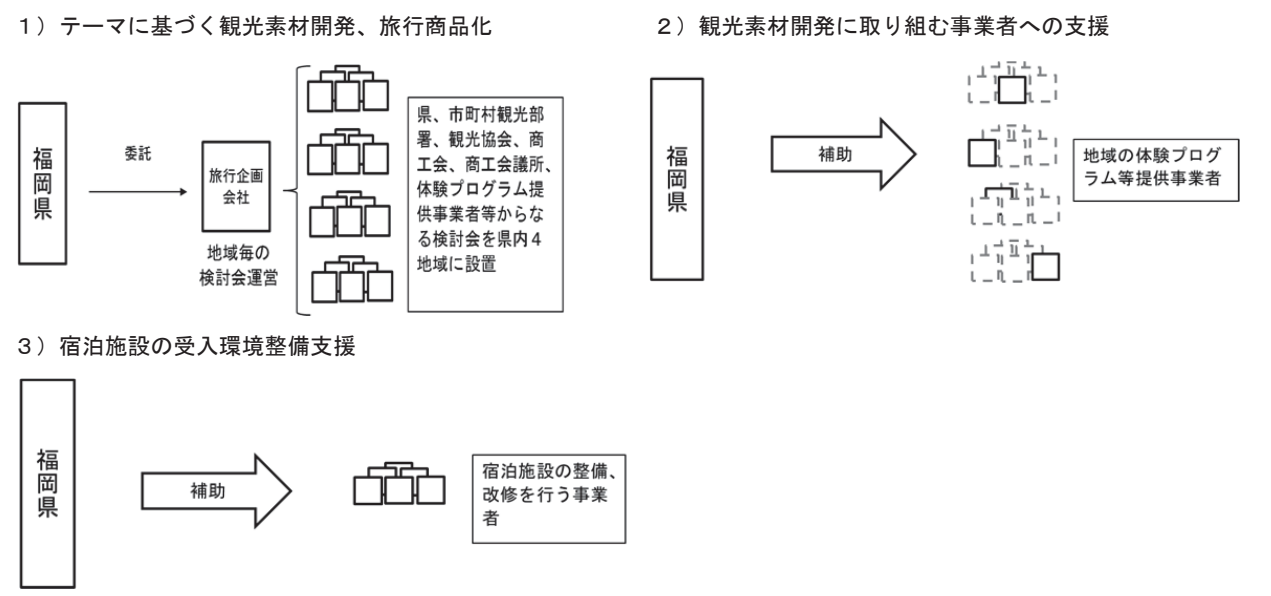 １）テーマに基づく観光素材開発、旅行商品化
福岡県
委託
旅行企画
会社
地域毎の
検討会運営
県、市町村観光部
署、観光協会、商
工会、商工会議所、
体験プログラム提
供事業者等からな
る検討会を県内４
地域に設置
２）観光素材開発に取り組む事業者への支援
福岡県
補助
地域の体験プログ
ラム等提供事業者
３）宿泊施設の受入環境整備支援
福岡県
補助
宿泊施設の整備、
改修を行う事業
者